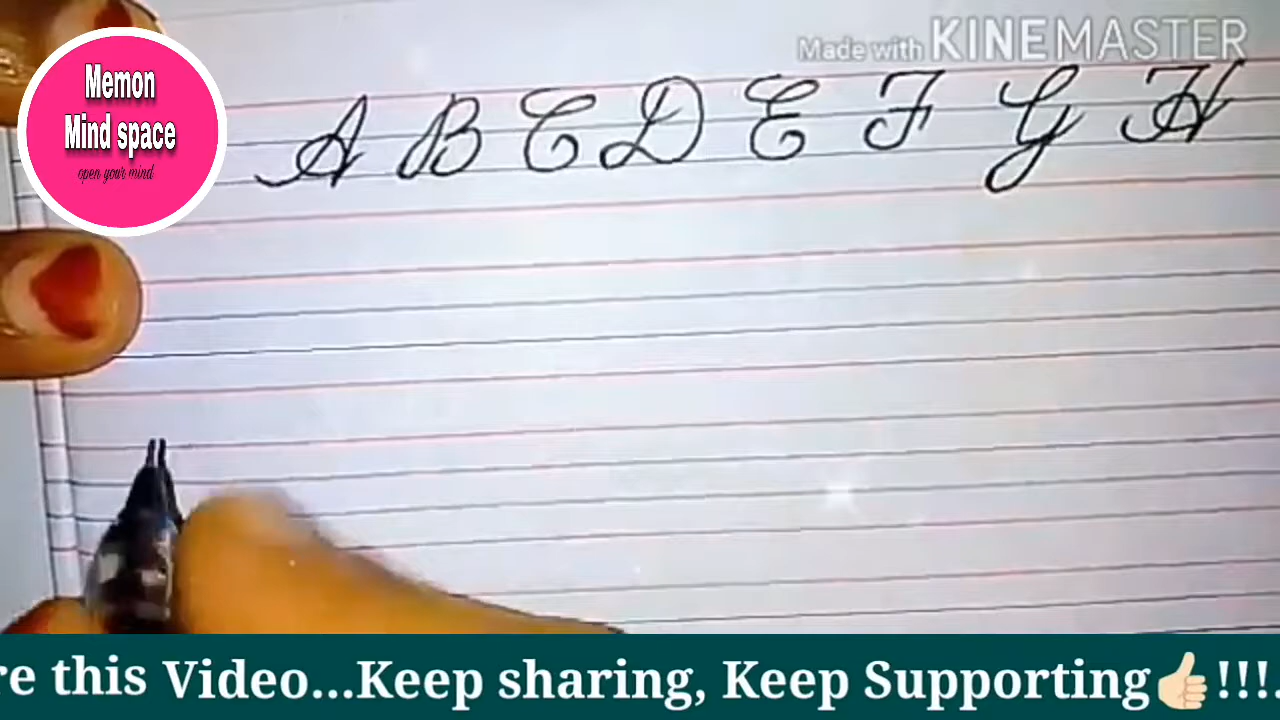 Made with KINEMASTER
Memon
Mind space
open your mind
A B C D E F G H
re this Video...Keep sharing, Keep Supporting👍🏻!!!.